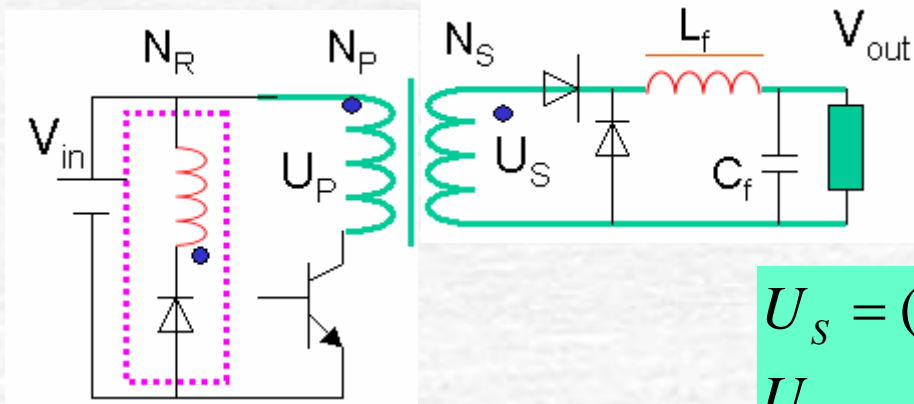 N_R N_P N_S L_f V_out
V_in U_P U_S C_f
U_S = (
U